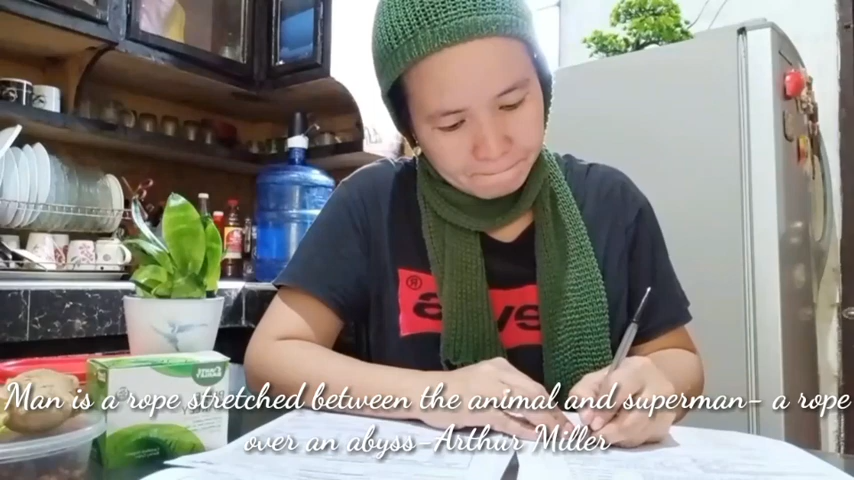 Man is a rope stretched between the animal and superman- a rope
over an abyss-Arthur Miller